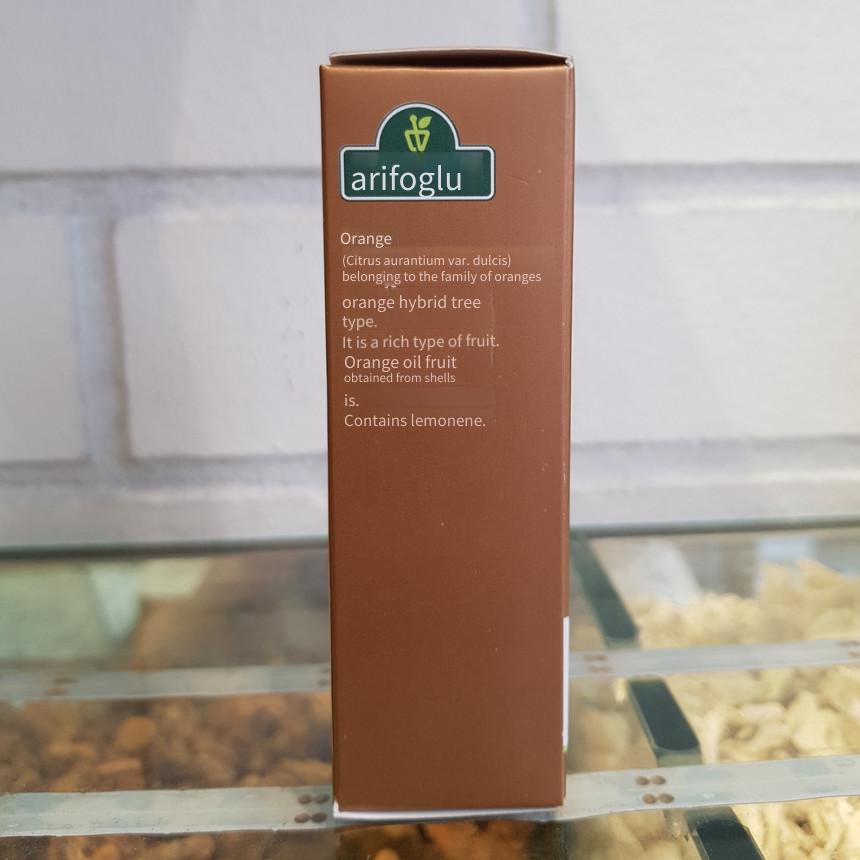 arifoglu
Orange
(Citrus aurantium var. dulcis)
belonging to the family of oranges
orange hybrid tree
type.
It is a rich type of fruit.
Orange oil fruit
obtained from shells
is.
Contains lemonene.